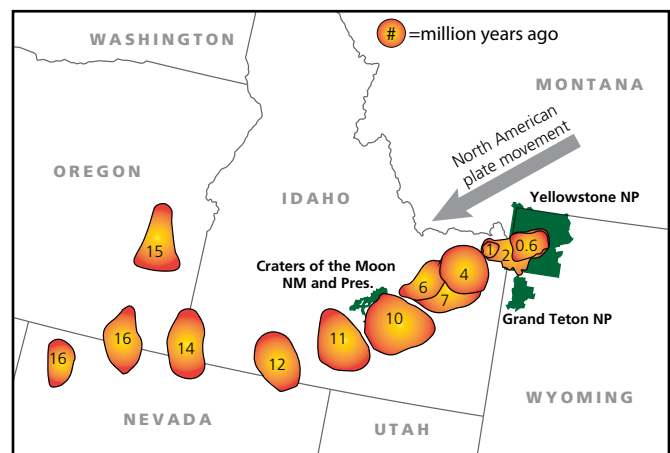 WASHINGTON
# =million years ago
MONTANA
North American
plate movement
OREGON
IDAHO
Yellowstone NP
15
Craters of the Moon
NM and Pres.
1
2
0.6
4
6
7
Grand Teton NP
10
16
16
14
11
12
WYOMING
NEVADA
UTAH